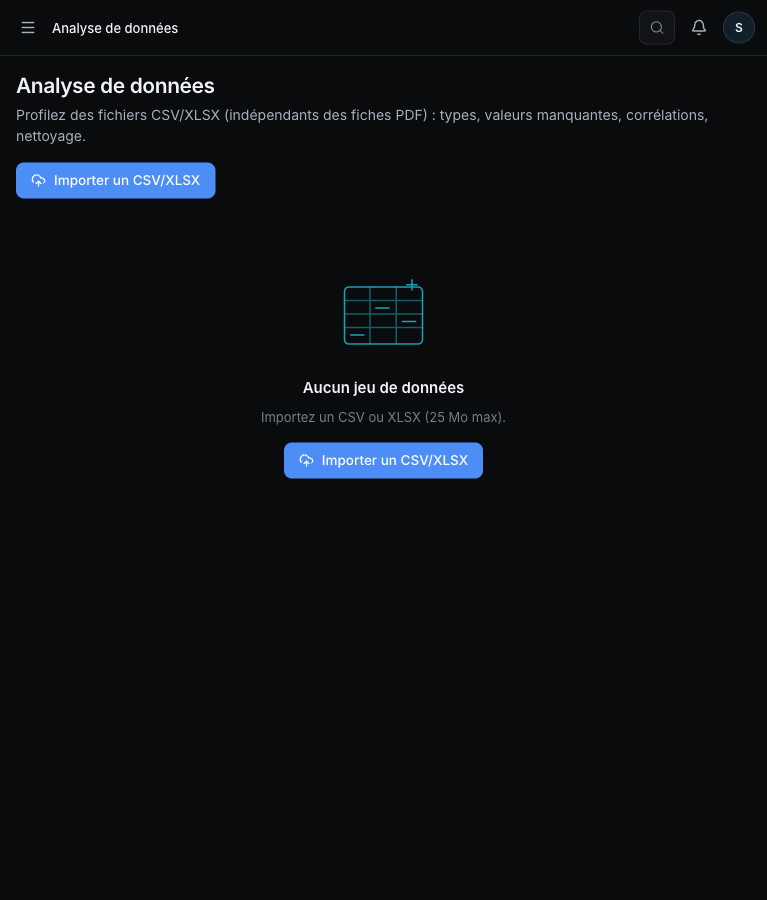 Analyse de données
S
Analyse de données
Profilez des fichiers CSV/XLSX (indépendants des fiches PDF) : types, valeurs manquantes, corrélations,
nettoyage.
Importer un CSV/XLSX
Aucun jeu de données
Importez un CSV ou XLSX (25 Mo max).
Importer un CSV/XLSX